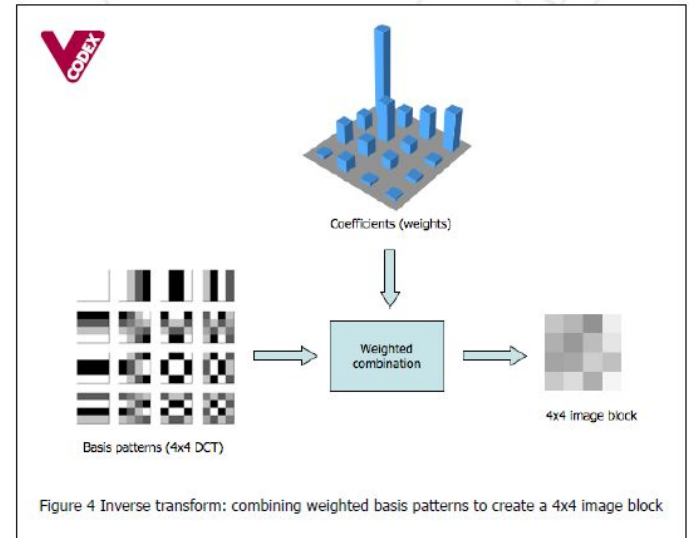 VCODEX
Coefficients (weights)
Weighted
combination
Basis patterns (4x4 DCT)
4x4 image block
Figure 4 Inverse transform: combining weighted basis patterns to create a 4x4 image block